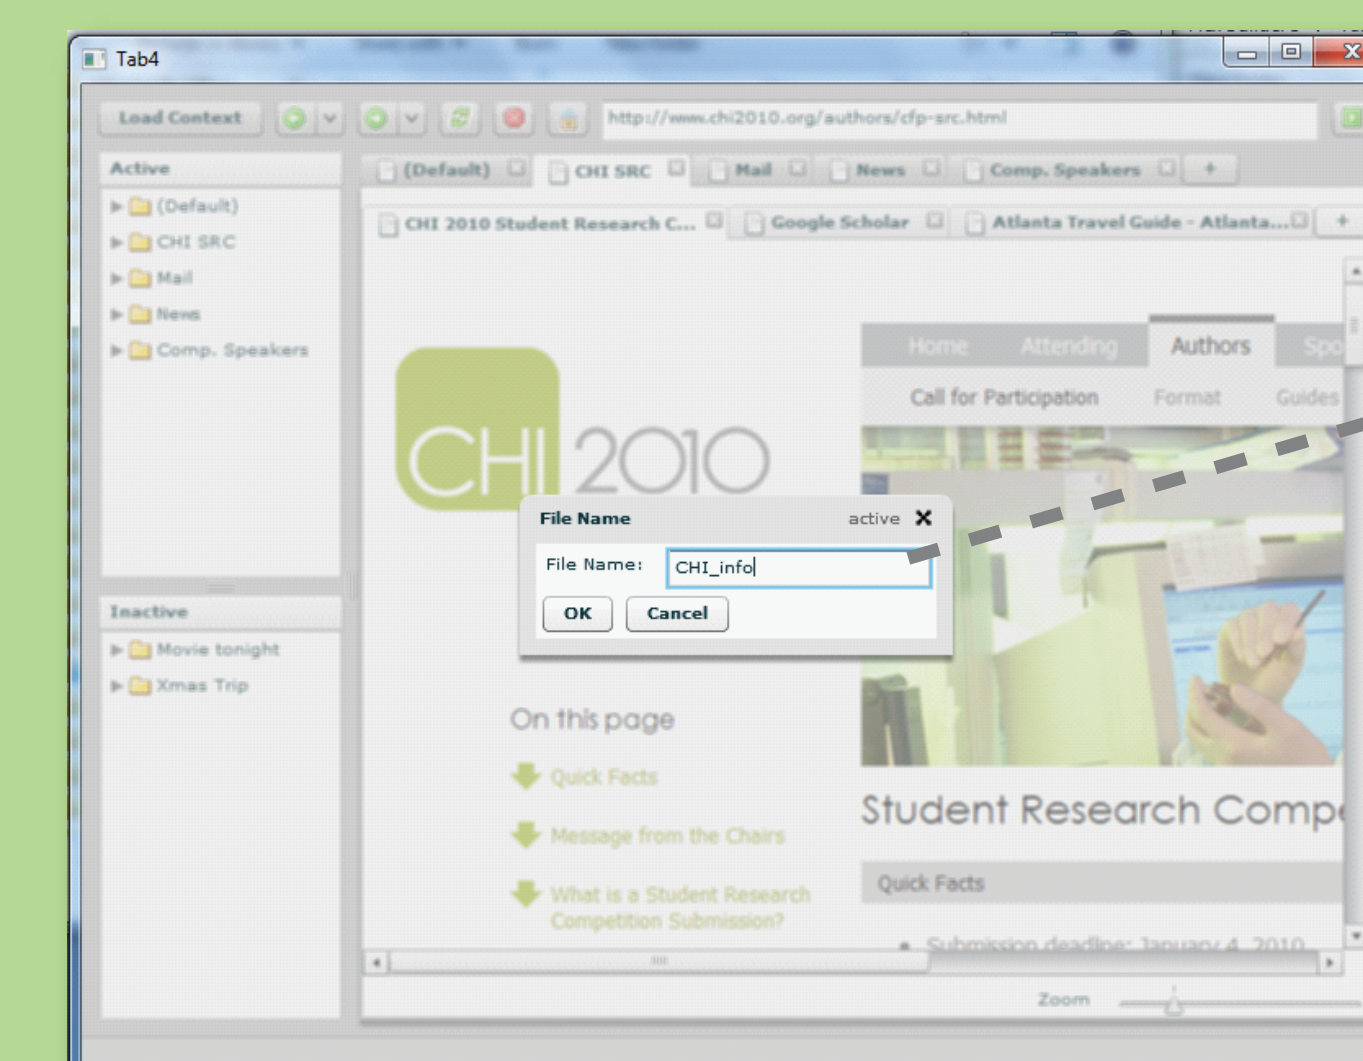 Tab4
Load Context
http://www.chi2010.org/authors/cfp-src.html
Active
(Default)
CHI SRC
Mail
News
Comp. Speakers
(Default) CHI SRC Mail News Comp. Speakers +
CHI 2010 Student Research C... Google Scholar Atlanta Travel Guide - Atlanta... +
Home Attending Authors Spo
Call for Participation Format Guides
CHI 2010
File Name active
File Name: CHI_info
OK Cancel
Inactive
Movie tonight
Xmas Trip
On this page
Quick Facts
Message from the Chairs
What is a Student Research
Competition Submission?
Student Research Compe
Quick Facts
Submission deadline: January 4, 2010
Zoom